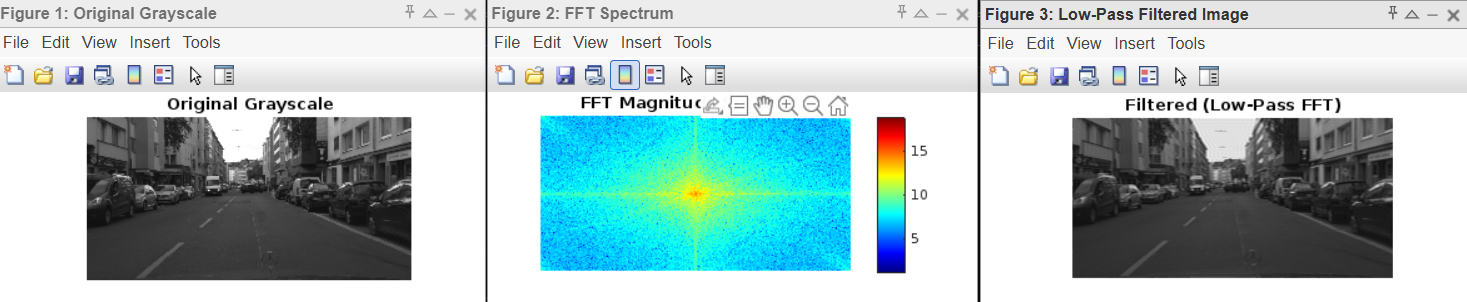 Figure 1: Original Grayscale
File Edit View Insert Tools
Original Grayscale
Figure 2: FFT Spectrum
File Edit View Insert Tools
FFT Magnitu
15
10
5
Figure 3: Low-Pass Filtered Image
File Edit View Insert Tools
Filtered (Low-Pass FFT)